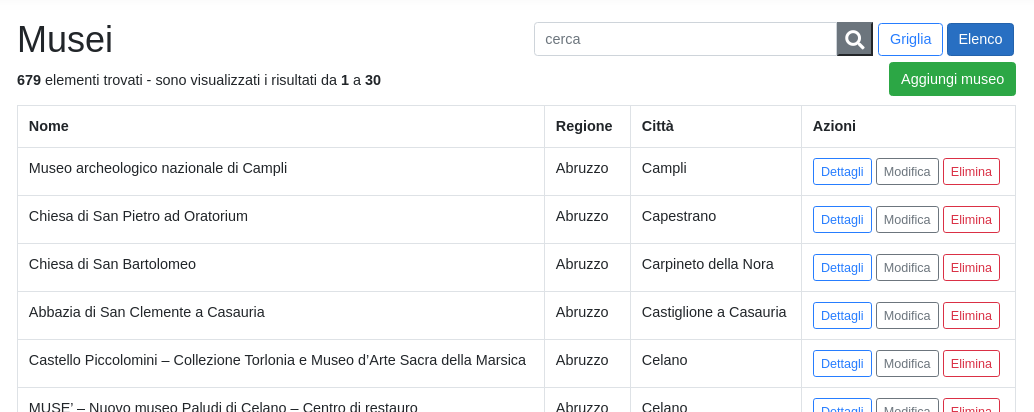 Musei
cerca
Griglia
Elenco
679 elementi trovati - sono visualizzati i risultati da 1 a 30
Aggiungi museo
Nome Regione Città Azioni
Museo archeologico nazionale di Campli Abruzzo Campli Dettagli Modifica Elimina
Chiesa di San Pietro ad Oratorium Abruzzo Capestrano Dettagli Modifica Elimina
Chiesa di San Bartolomeo Abruzzo Carpineto della Nora Dettagli Modifica Elimina
Abbazia di San Clemente a Casauria Abruzzo Castiglione a Casauria Dettagli Modifica Elimina
Castello Piccolomini – Collezione Torlonia e Museo d’Arte Sacra della Marsica Abruzzo Celano Dettagli Modifica Elimina
MUSE’ – Nuovo museo Paludi di Celano – Centro di restauro Abruzzo Celano Dettagli Modifica Elimina